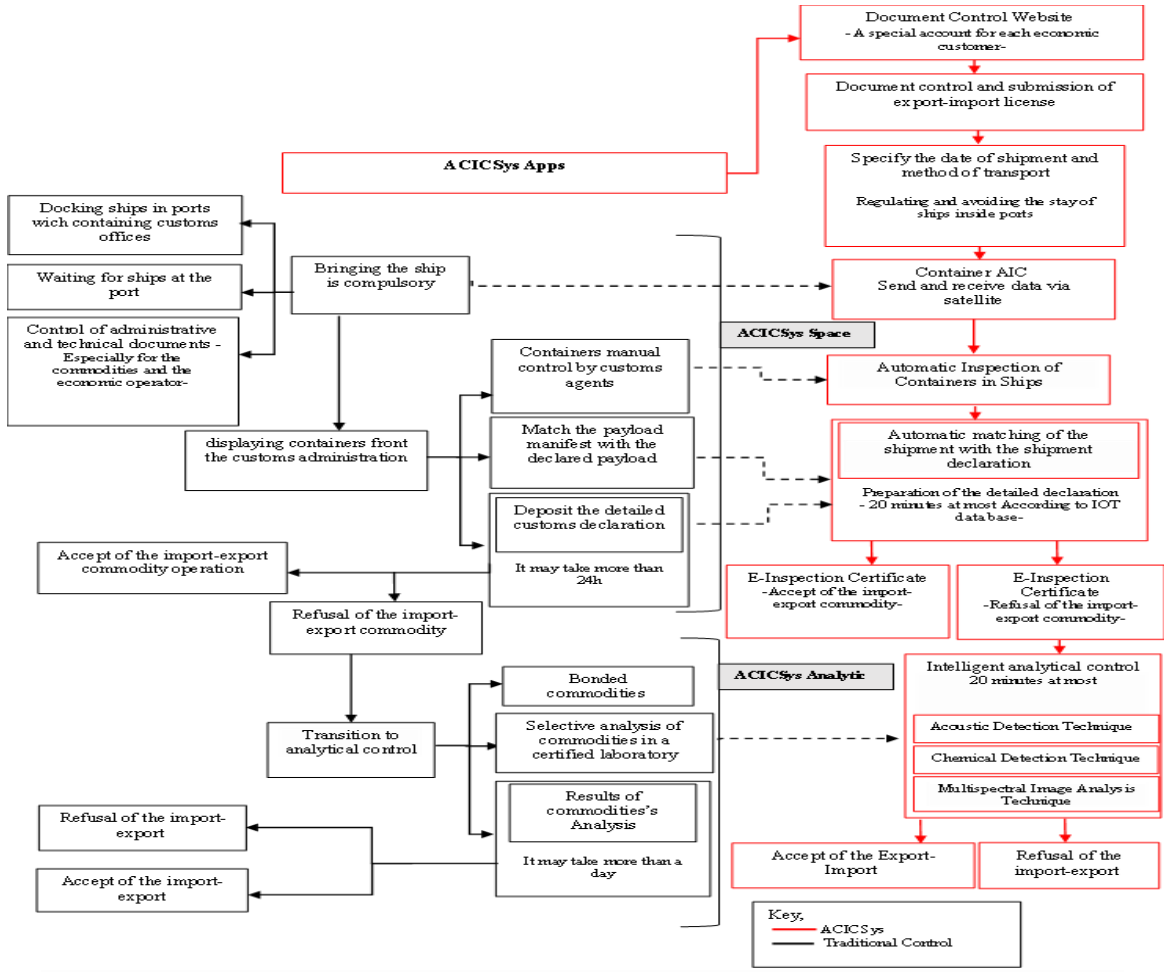 Document Control Website
- A special account for each economic
customer-
Document control and submission of
export-import license
ACICSys Apps
Specify the date of shipment and
method of transport
Regulating and avoiding the stay of
ships inside ports
Docking ships in ports
wich containing customs
offices
Waiting for ships at the
port
Control of administrative
and technical documents -
Especially for the
commodities and the
economic operator-
Bringing the ship
is compulsory
Container AIC
Send and receive data via
satellite
ACICSys Space
Containers manual
control by customs
agents
Automatic Inspection of
Containers in Ships
displaying containers front
the customs administration
Match the payload
manifest with the
declared payload
Automatic matching of the
shipment with the shipment
declaration
Preparation of the detailed declaration
- 20 minutes at most According to IOT
database-
Deposit the detailed
customs declaration
It may take more than
24h
Accept of the import-export
commodity operation
Refusal of the import-
export commodity
E-Inspection Certificate
-Accept of the import-
export commodity-
E-Inspection
Certificate
-Refusal of the import-
export commodity-
ACICSys Analytic
Bonded
commodities
Transition to
analytical control
Selective analysis of
commodities in a
certified laboratory
Results of
commodities's
Analysis
It may take more than a
day
Intelligent analytical control
20 minutes at most
Acoustic Detection Technique
Chemical Detection Technique
Multispectral Image Analysis
Technique
Refusal of the import-
export
Accept of the import-
export
Accept of the Export-
Import
Refusal of the
import-export
Key,
ACICSys
Traditional Control